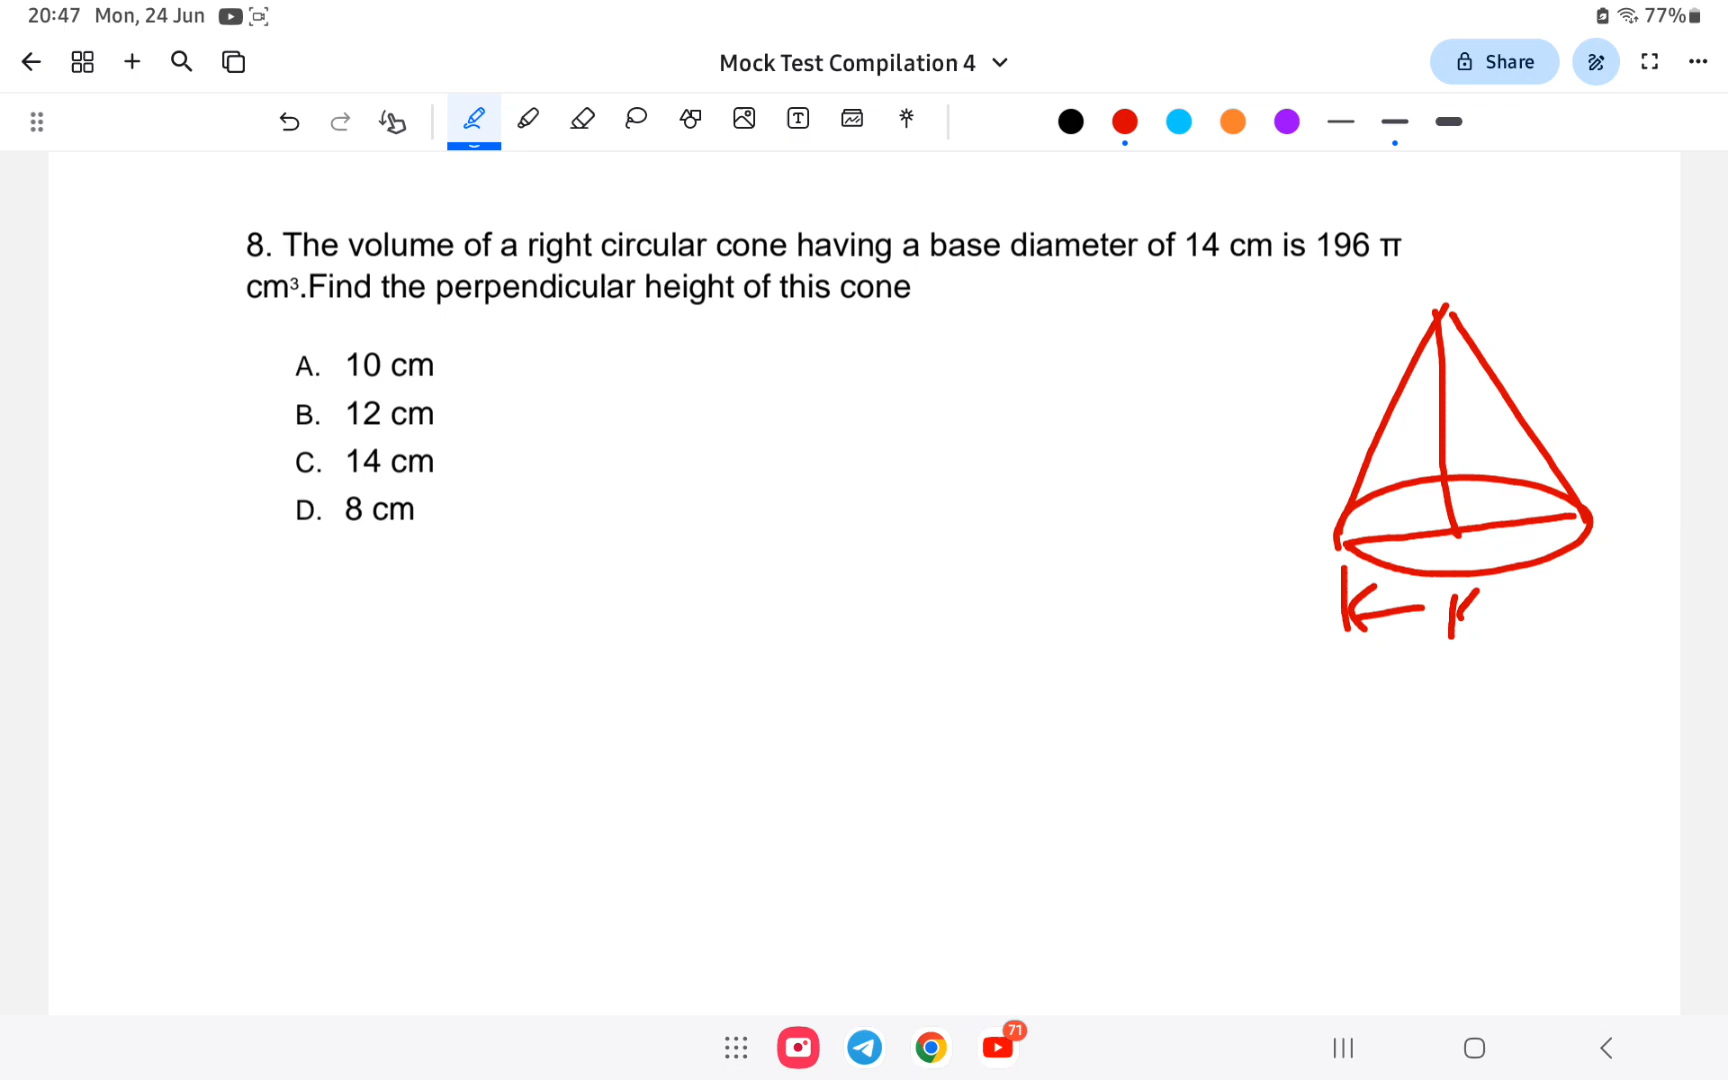 20:47 Mon, 24 Jun 77%
Mock Test Compilation 4
Share
8. The volume of a right circular cone having a base diameter of 14 cm is 196 π
cm³.Find the perpendicular height of this cone
A. 10 cm
B. 12 cm
C. 14 cm
D. 8 cm
71